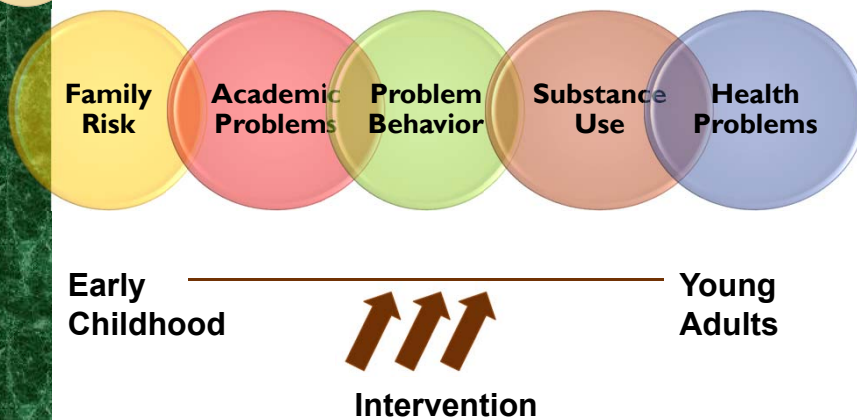 Family
Risk
Academic
Problems
Problem
Behavior
Substance
Use
Health
Problems
Early
Childhood
Young
Adults
Intervention